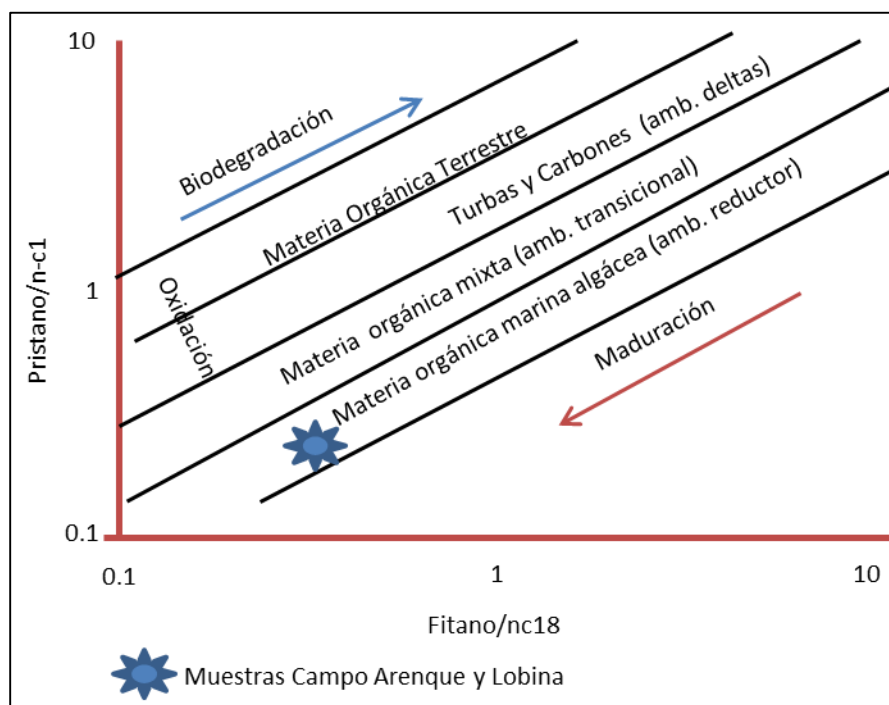 10
Biodegradación
Materia Orgánica Terrestre
Turbas y Carbones (amb. deltas)
Materia orgánica mixta (amb. transicional)
Materia orgánica marina algácea (amb. reductor)
Oxidación
Maduración
Pristano/n-c1
1
0.1
0.1
1
10
Fitano/nc18
Muestras Campo Arenque y Lobina